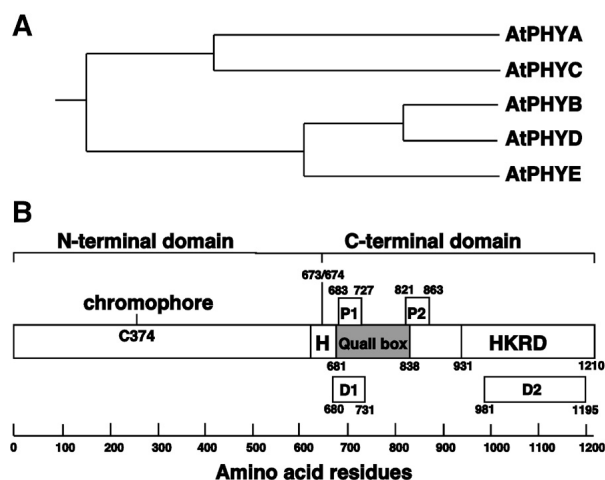 A
AtPHYA
AtPHYC
AtPHYB
AtPHYD
AtPHYE
B
N-terminal domain C-terminal domain
673/674
683 727 821 863
chromophore
P1 P2
C374
H Quail box HKRD
681 838 931 1210
D1 D2
680 731 981 1195
0 100 200 300 400 500 600 700 800 900 1000 1100 1200
Amino acid residues